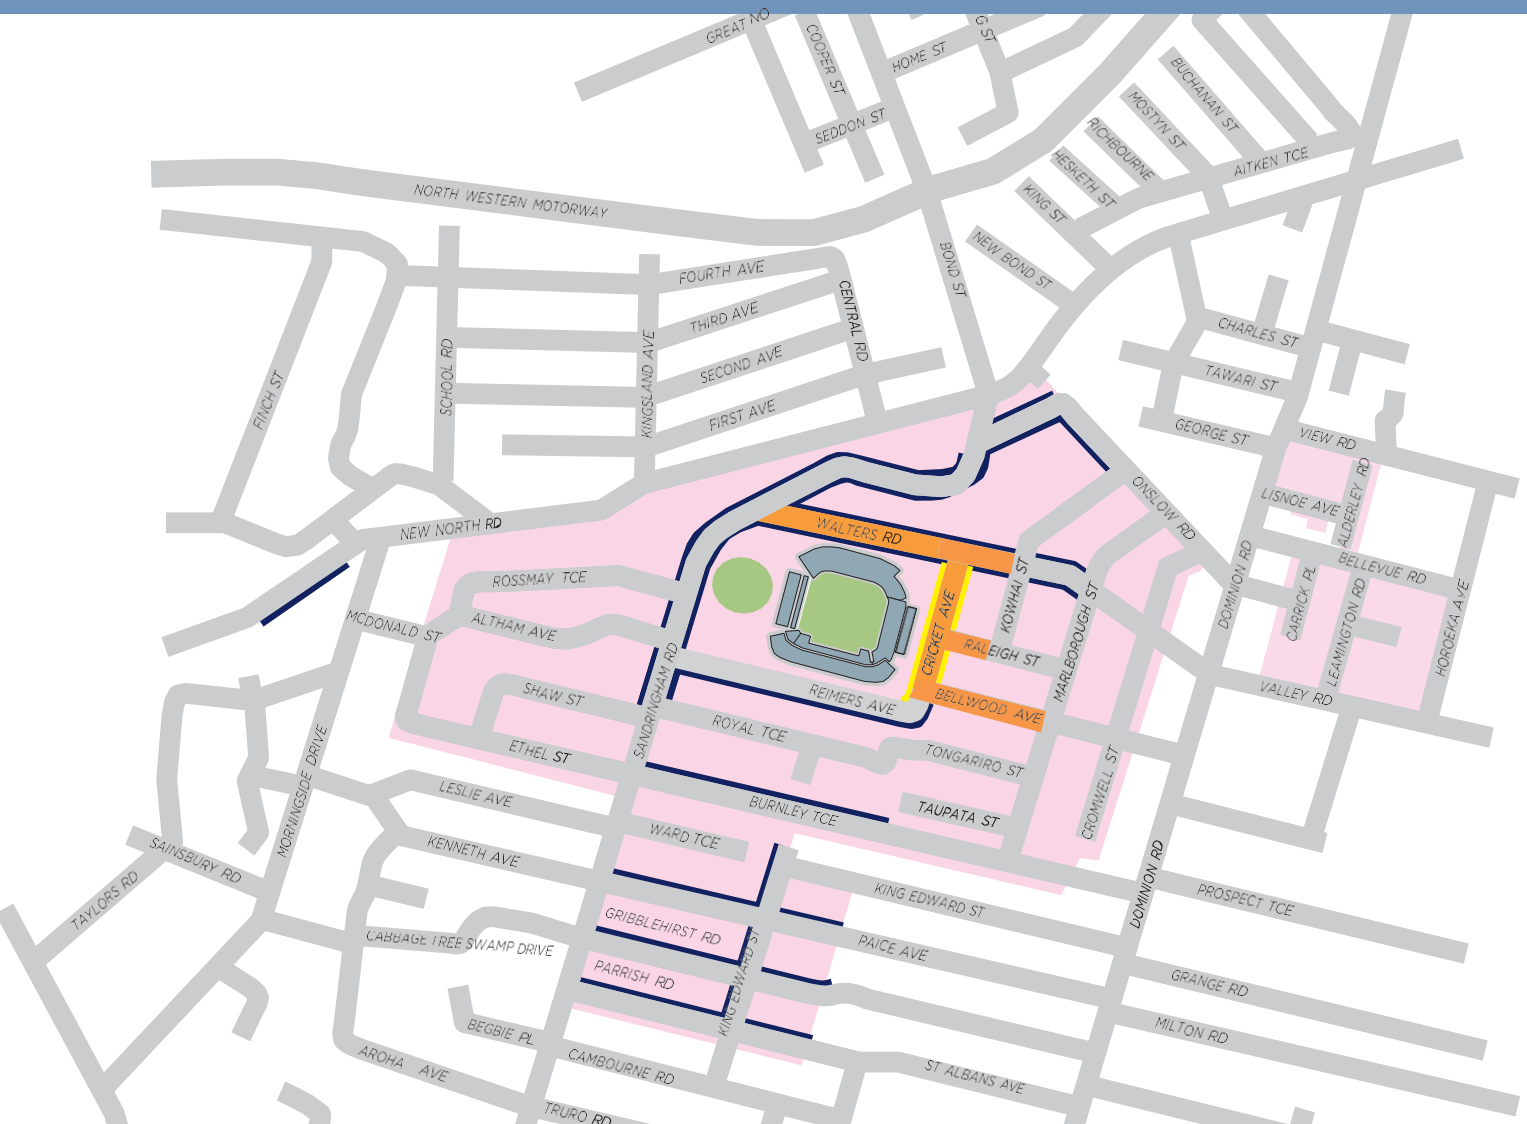 GREAT NO
COOPER ST
HOME ST
G ST
SEDDON ST
BUCHANAN ST
MOSTYN ST
RICHBOURNE
HESKETH ST
KING ST
AITKEN TCE
NORTH WESTERN MOTORWAY
NEW BOND ST
BOND ST
FOURTH AVE
THIRD AVE
SECOND AVE
FIRST AVE
CENTRAL RD
KINGSLAND AVE
SCHOOL RD
FINCH ST
CHARLES ST
TAWARI ST
GEORGE ST
VIEW RD
LISNOE AVE
ALDERLEY RD
ONSLOW RD
NEW NORTH RD
WALTERS RD
DOMINION RD
BELLEVUE RD
CARRICK PL
LEAMINGTON RD
HOROEKA AVE
ROSSMAY TCE
MCDONALD ST
ALTHAM AVE
KOWHAI ST
MARLBOROUGH ST
CRICKET AVE
RALEIGH ST
SANDRINGHAM RD
REIMERS AVE
BELLWOOD AVE
VALLEY RD
SHAW ST
ROYAL TCE
ETHEL ST
TONGARIRO ST
CROMWELL ST
MORNINGSIDE DRIVE
LESLIE AVE
BURNLEY TCE
TAUPATA ST
WARD TCE
KENNETH AVE
SAINSBURY RD
TAYLORS RD
KING EDWARD ST
DOMINION RD
PROSPECT TCE
GRIBBLEHIRST RD
CABBAGE TREE SWAMP DRIVE
PAICE AVE
PARRISH RD
KING EDWARD ST
GRANGE RD
MILTON RD
BEGBIE PL
AROHA AVE
CAMBOURNE RD
ST ALBANS AVE
TRURO RD